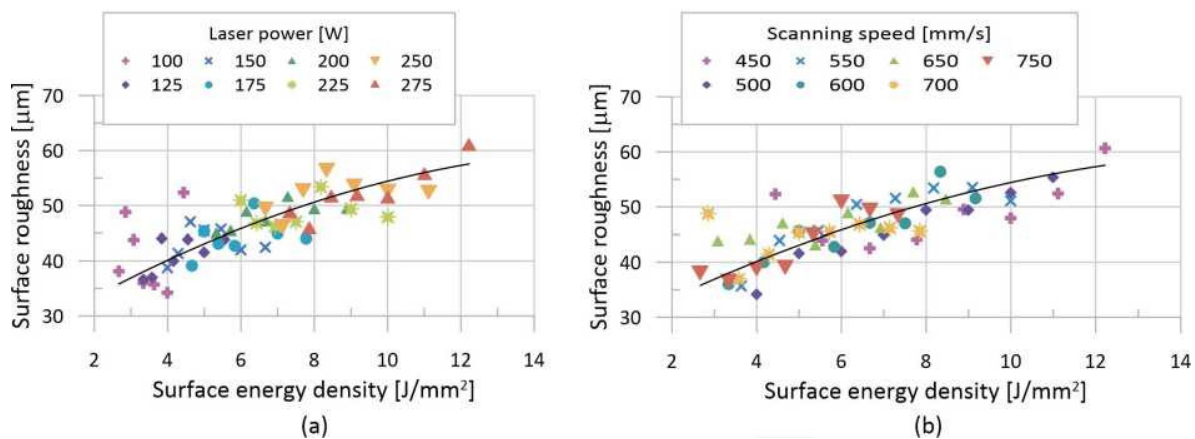 Laser power [W]
100 150 200 250
125 175 225 275
Surface roughness [μm]
70
60
50
40
30
2 4 6 8 10 12 14
Surface energy density [J/mm²]
(a)
Scanning speed [mm/s]
450 550 650 750
500 600 700
Surface roughness [μm]
70
60
50
40
30
2 4 6 8 10 12 14
Surface energy density [J/mm²]
(b)